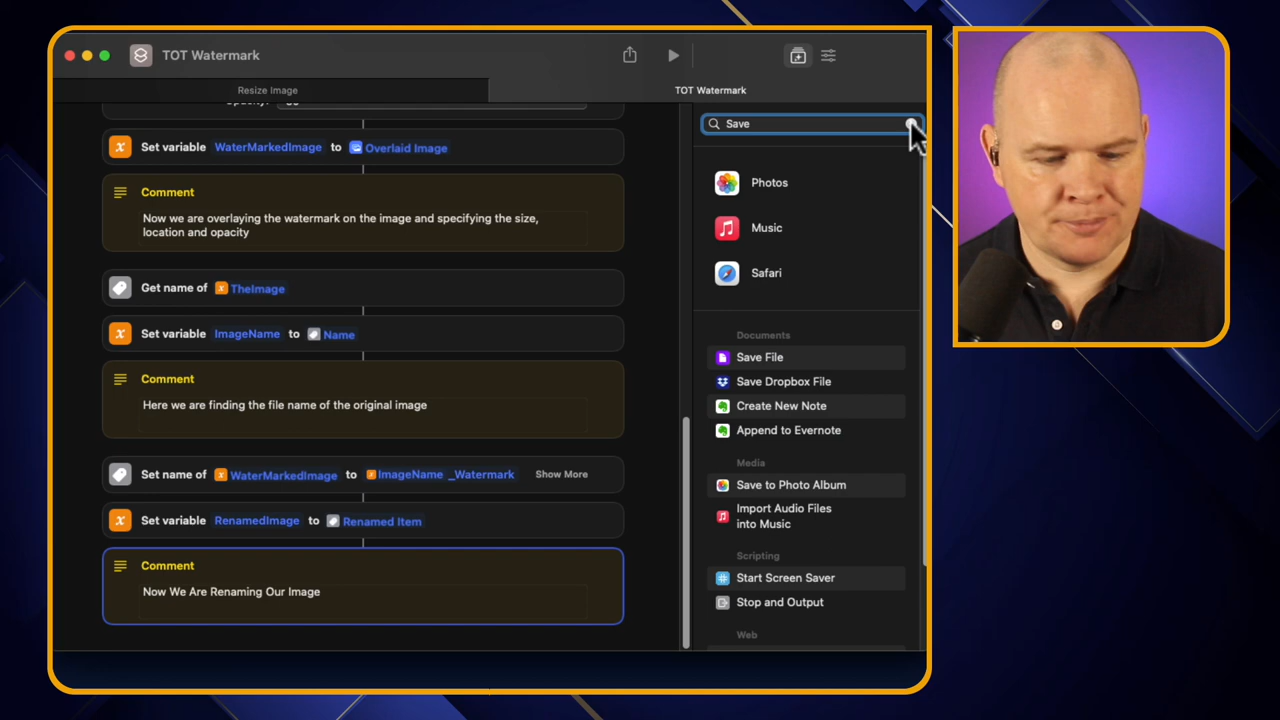 TOT Watermark
Resize Image
TOT Watermark
Set variable WaterMarkedImage to Overlaid Image
Comment
Now we are overlaying the watermark on the image and specifying the size,
location and opacity
Get name of TheImage
Set variable ImageName to Name
Comment
Here we are finding the file name of the original image
Set name of WaterMarkedImage to ImageName _Watermark Show More
Set variable RenamedImage to Renamed Item
Comment
Now We Are Renaming Our Image
Save
Photos
Music
Safari
Documents
Save File
Save Dropbox File
Create New Note
Append to Evernote
Media
Save to Photo Album
Import Audio Files
into Music
Scripting
Start Screen Saver
Stop and Output
Web